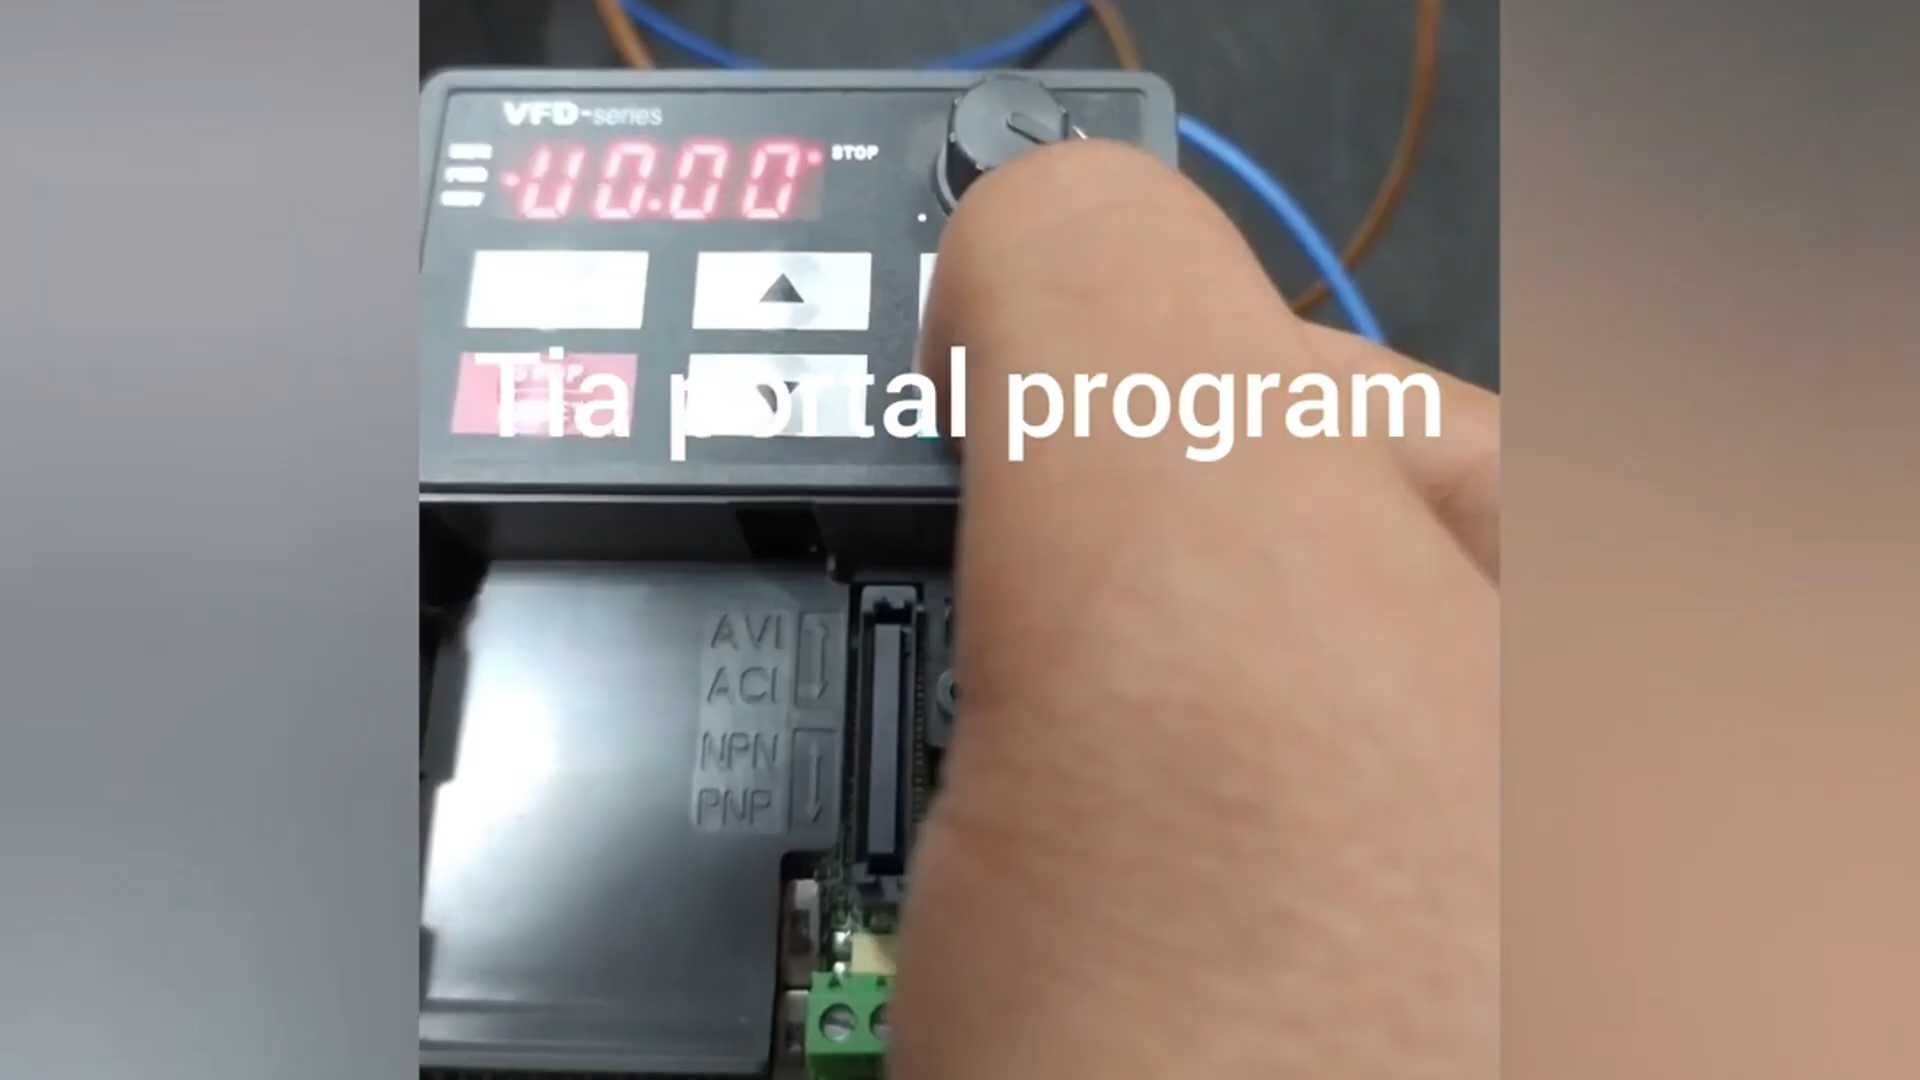 VFD-series
U0.00
STOP
Tia portal program
AVI
ACI
NPN
PNP